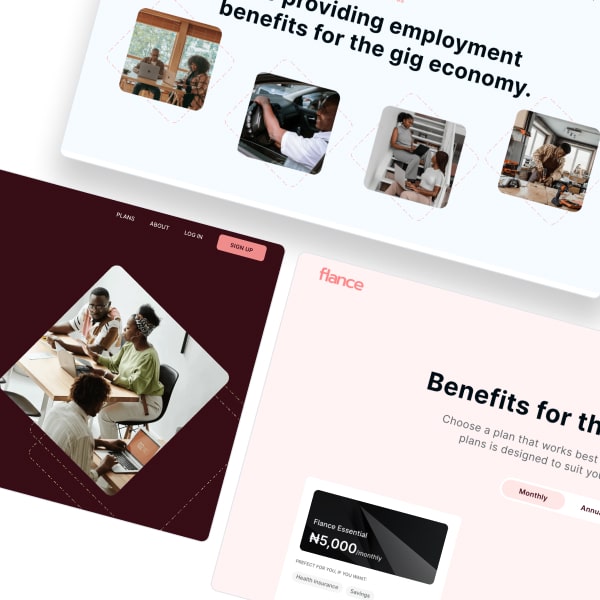 providing employment
benefits for the gig economy.
PLANS
ABOUT
LOG IN
SIGN UP
flance
Benefits for th
Choose a plan that works best
plans is designed to suit you
Monthly
Annu
Flance Essential
₦5,000/monthly
PREFECT FOR YOU, IF YOU WANT:
Health Insurance
Savings